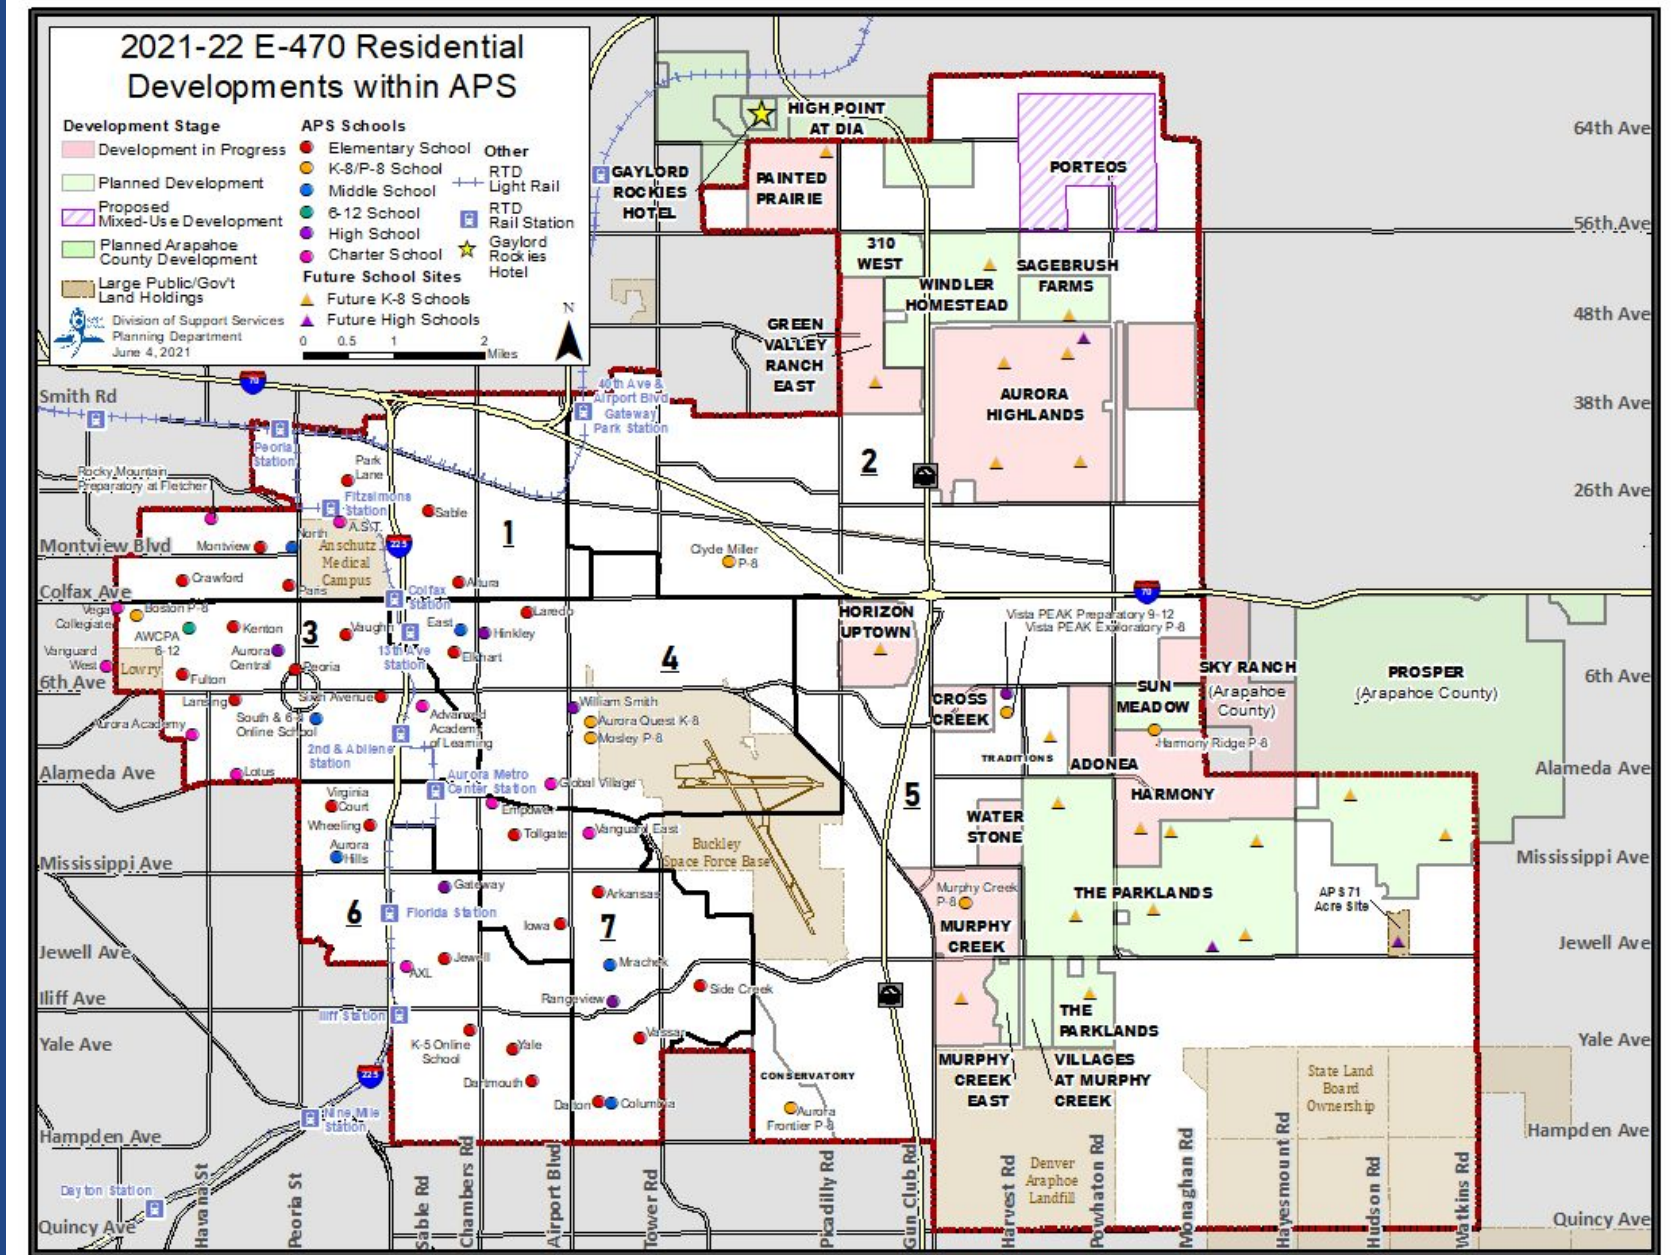 2021-22 E-470 Residential
Developments within APS
Development Stage
Development in Progress
Planned Development
Proposed
Mixed-Use Development
Planned Arapahoe
County Development
Large Public/Gov't
Land Holdings
Division of Support Services
Planning Department
June 4, 2021
APS Schools
Elementary School
K-8/P-8 School
Middle School
6-12 School
High School
Charter School
Future School Sites
Future K-8 Schools
Future High Schools
Other
RTD
Light Rail
RTD
Rail Station
Gaylord
Rockies
Hotel
N
0 0.5 1 2
Miles
HIGH POINT
AT DIA
GAYLORD
ROCKIES
HOTEL
PAINTED
PRAIRIE
PORTEOS
64th Ave
56th Ave
310
WEST
WINDLER
HOMESTEAD
SAGEBRUSH
FARMS
GREEN
VALLEY
RANCH
EAST
48th Ave
AURORA
HIGHLANDS
38th Ave
26th Ave
Smith Rd
70
40th Ave &
Airport Blvd
Gateway
Park Station
Peoria
Station
Park
Lane
2
Rocky Mountain
Preparatory at Fletcher
Fitzsimons
Station
A.S.T.
Sable
1
North
Montview Blvd
Montview
Anschutz
Medical
Campus
225
Clyde Miller
P-8
Crawford
Paris
Altura
Colfax Ave
Colfax
Station
70
Vega
Collegiate
Boston P-8
AWCPA
6-12
Kenton
3
Vaughn
East
Hinkley
Laredo
HORIZON
UPTOWN
Vista PEAK Preparatory 9-12
Vista PEAK Exploratory P-8
Vanguard
West
Lowry
Aurora
Central
13th Ave
Station
Elkhart
4
Peoria
Fulton
6th Ave
6th Ave
SKY RANCH
(Arapahoe
County)
PROSPER
(Arapahoe County)
Lansing
Sixth Avenue
William Smith
Aurora Quest K-8
Mosley P-8
CROSS
CREEK
SUN
MEADOW
Harmony Ridge P-8
Aurora Academy
South & 6-8
Online School
Advanced
Academy
of Learning
2nd & Abilene
Station
TRADITIONS
ADONEA
Alameda Ave
Alameda Ave
Lotus
Aurora Metro
Center Station
Global Village
Empower
5
HARMONY
Virginia
Court
Wheeling
Aurora
Hills
Tollgate
Vanguard East
WATER
STONE
Buckley
Space Force Base
Mississippi Ave
Mississippi Ave
Gateway
Arkansas
Murphy Creek
P-8
THE PARKLANDS
APS 71
Acre Site
6
Florida Station
Iowa
7
MURPHY
CREEK
Jewell Ave
Jewell Ave
AXL
Jewell
Mrachek
Iliff Ave
Rangeview
Side Creek
Iliff Station
THE
PARKLANDS
Yale Ave
Yale Ave
K-5 Online
School
Yale
Vassar
225
Dartmouth
CONSERVATORY
MURPHY
CREEK
EAST
VILLAGES
AT MURPHY
CREEK
State Land
Board
Ownership
Dalton
Columbia
Aurora
Frontier P-8
Nine Mile
Station
Hampden Ave
Hampden Ave
Denver
Araphoe
Landfill
Dayton Station
Quincy Ave
Quincy Ave
Havana St
Peoria St
Sable Rd
Chambers Rd
Airport Blvd
Tower Rd
Picadilly Rd
Gun Club Rd
Harvest Rd
Powhaton Rd
Monaghan Rd
Hayesmount Rd
Hudson Rd
Watkins Rd